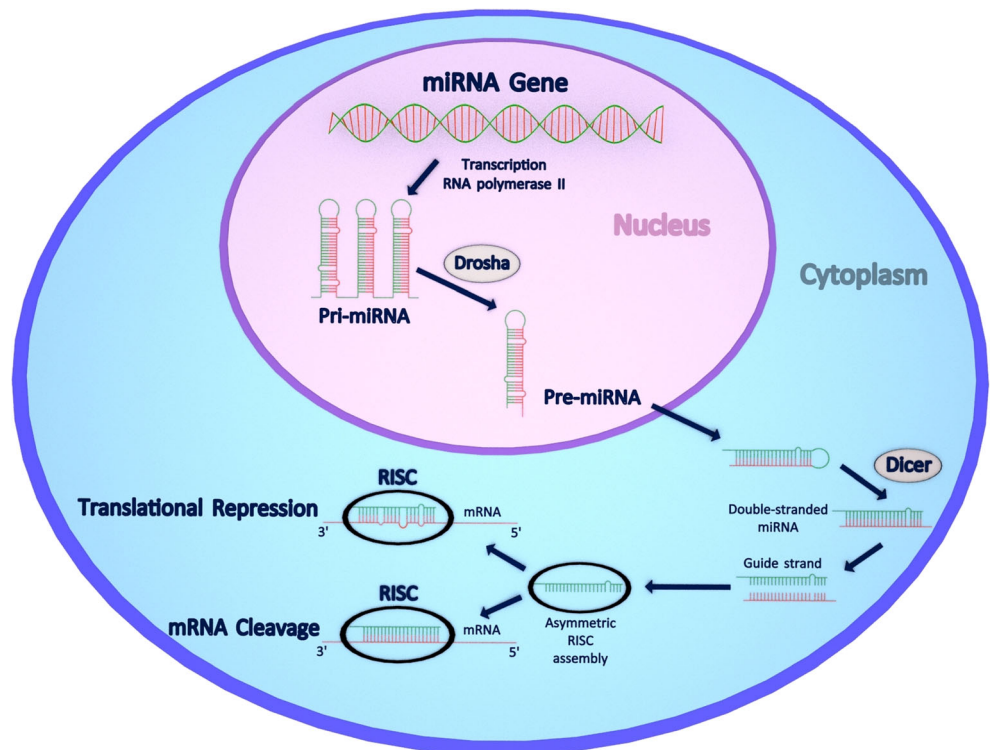 miRNA Gene
Transcription
RNA polymerase II
Nucleus
Drosha
Cytoplasm
Pri-miRNA
Pre-miRNA
Dicer
RISC
Translational Repression
mRNA
3'
5'
Double-stranded
miRNA
Guide strand
RISC
mRNA Cleavage
mRNA
3'
5'
Asymmetric
RISC
assembly